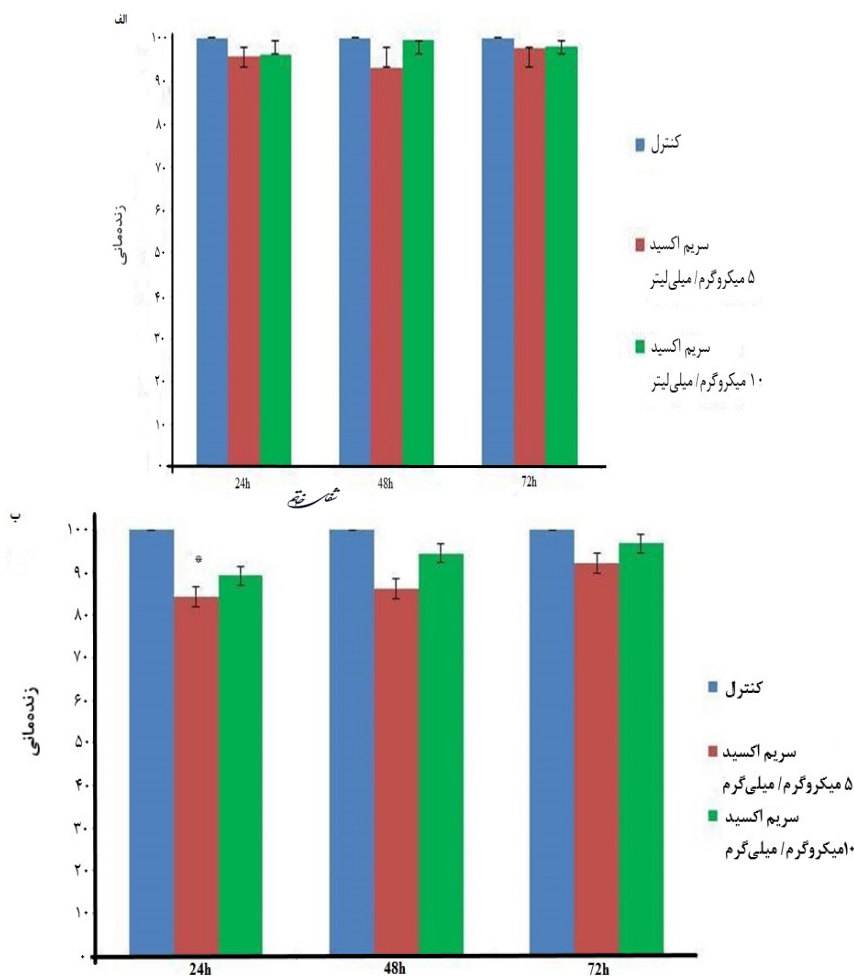 الف
۱۰۰
۹۰
۸۰
۷۰
۶۰
۵۰
۴۰
۳۰
۲۰
۱۰
۰
زنده‌مانی
24h
48h
72h
کنترل
سریم اکسید
۵ میکروگرم/ میلی‌لیتر
سریم اکسید
۱۰ میکروگرم/ میلی‌لیتر
شفای خاتم
ب
۱۰۰
۹۰
۸۰
۷۰
۶۰
۵۰
۴۰
۳۰
۲۰
۱۰
۰
زنده‌مانی
*
24h
48h
72h
کنترل
سریم اکسید
۵ میکروگرم/ میلی‌گرم
سریم اکسید
۱۰میکروگرم/ میلی‌گرم